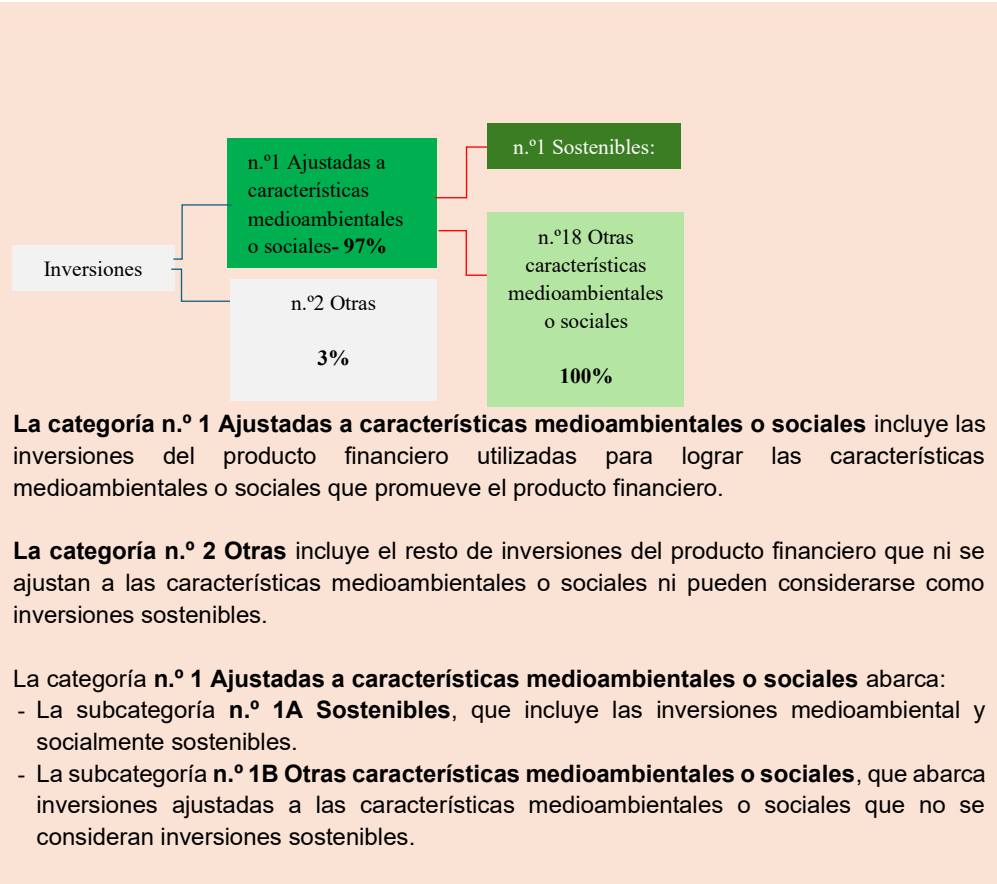 n.º1 Sostenibles:
n.º1 Ajustadas a
características
medioambientales
o sociales- 97%
n.º18 Otras
características
medioambientales
o sociales
100%
Inversiones
n.º2 Otras
3%
La categoría n.º 1 Ajustadas a características medioambientales o sociales incluye las
inversiones del producto financiero utilizadas para lograr las características
medioambientales o sociales que promueve el producto financiero.
La categoría n.º 2 Otras incluye el resto de inversiones del producto financiero que ni se
ajustan a las características medioambientales o sociales ni pueden considerarse como
inversiones sostenibles.
La categoría n.º 1 Ajustadas a características medioambientales o sociales abarca:
- La subcategoría n.º 1A Sostenibles, que incluye las inversiones medioambiental y
socialmente sostenibles.
- La subcategoría n.º 1B Otras características medioambientales o sociales, que abarca
inversiones ajustadas a las características medioambientales o sociales que no se
consideran inversiones sostenibles.